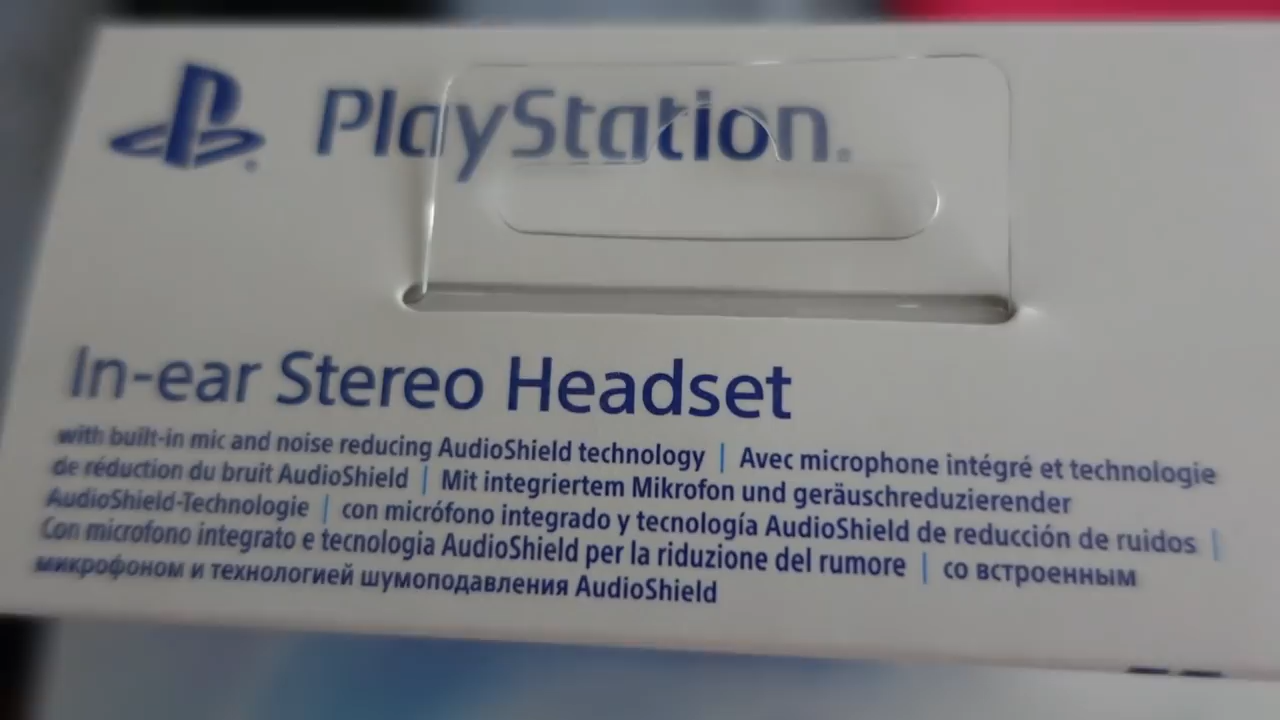 PlayStation.
In-ear Stereo Headset
with built-in mic and noise reducing AudioShield technology | Avec microphone intégré et technologie
de réduction du bruit AudioShield | Mit integriertem Mikrofon und geräuschreduzierender
AudioShield-Technologie | con micrófono integrado y tecnología AudioShield de reducción de ruidos |
Con microfono integrato e tecnologia AudioShield per la riduzione del rumore | со встроенным
микрофоном и технологией шумоподавления AudioShield